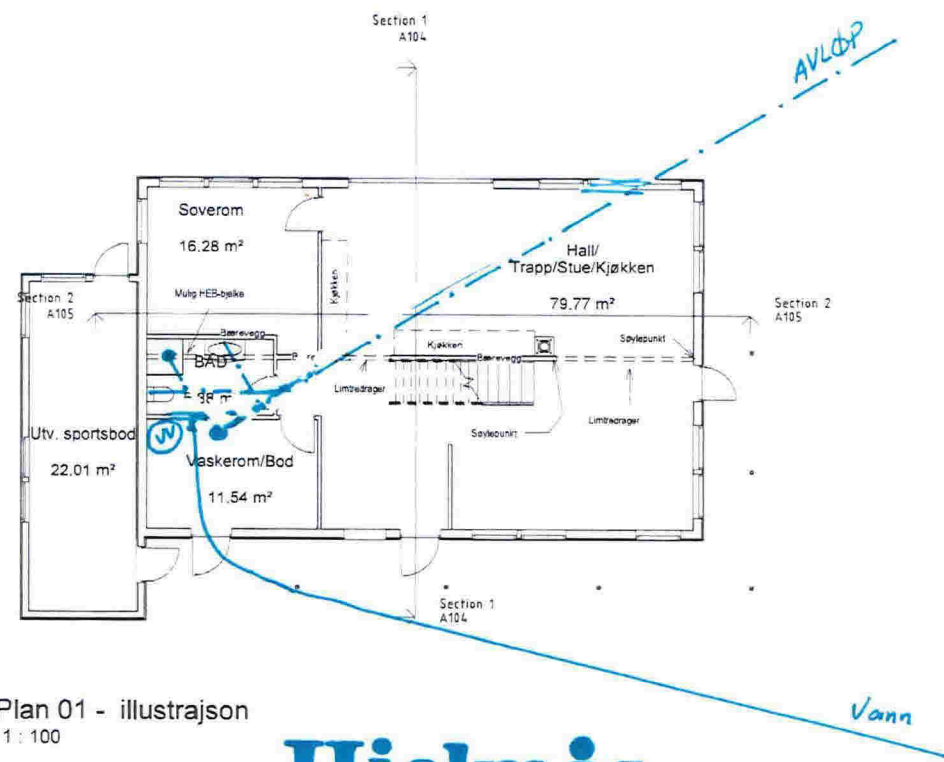 Section 1
A104
AVLØP
Soverom
16.28 m²
Hall/
Trapp/Stue/Kjøkken
79.77 m²
Kjøkken
Mulig HEB-bjelke
Section 2
A105
Section 2
A105
Bærevegg
BAD
Kjøkken
Bærevegg
Søylepunkt
Limtredrager
Limtredrager
Søylepunkt
Utv. sportsbod
22.01 m²
VV
Vaskerom/Bod
11.54 m²
Section 1
A104
Plan 01 - illustrajson
1 : 100
Vann